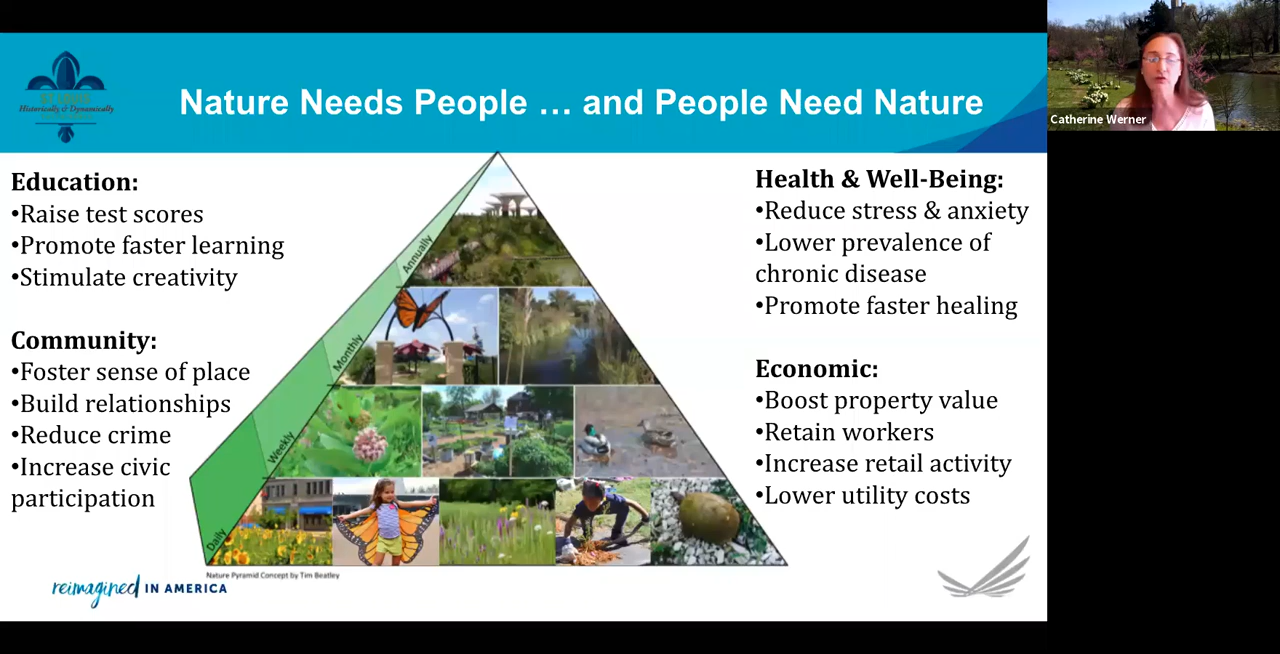 Historically & Dynamically
Nature Needs People … and People Need Nature
Catherine Werner
Education:
•Raise test scores
•Promote faster learning
•Stimulate creativity
Community:
•Foster sense of place
•Build relationships
•Reduce crime
•Increase civic
participation
Annually
Monthly
Weekly
Daily
Nature Pyramid Concept by Tim Beatley
Health & Well-Being:
•Reduce stress & anxiety
•Lower prevalence of
chronic disease
•Promote faster healing
Economic:
•Boost property value
•Retain workers
•Increase retail activity
•Lower utility costs
reimagined IN AMERICA